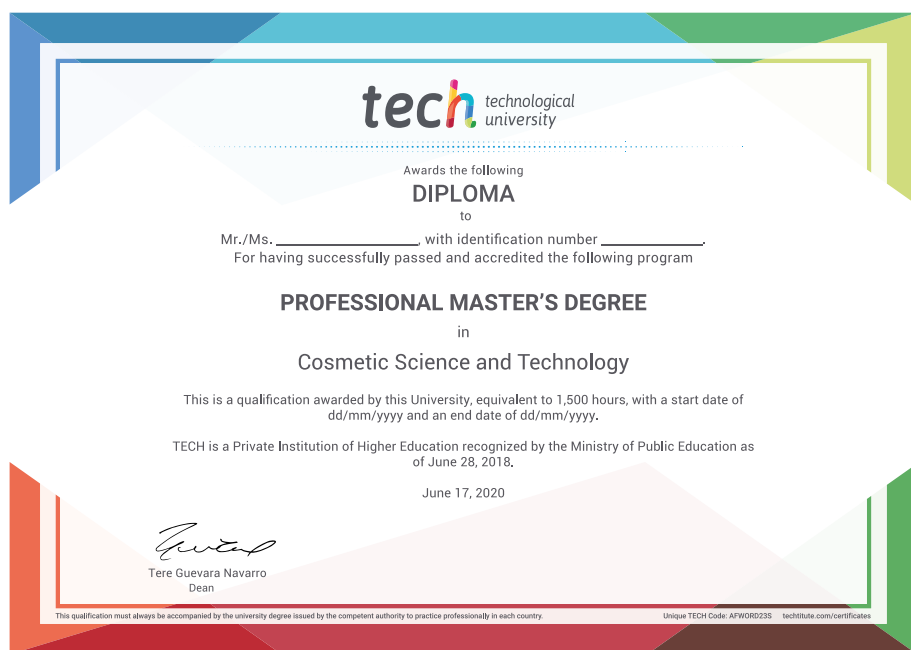 tech technological
university
Awards the following
DIPLOMA
to
Mr./Ms. ____________________, with identification number ______________.
For having successfully passed and accredited the following program
PROFESSIONAL MASTER'S DEGREE
in
Cosmetic Science and Technology
This is a qualification awarded by this University, equivalent to 1,500 hours, with a start date of
dd/mm/yyyy and an end date of dd/mm/yyyy.
TECH is a Private Institution of Higher Education recognized by the Ministry of Public Education as
of June 28, 2018.
June 17, 2020
Tere Guevara Navarro
Dean
This qualification must always be accompanied by the university degree issued by the competent authority to practice professionally in each country. Unique TECH Code: AFWORD23S techtitute.com/certificates